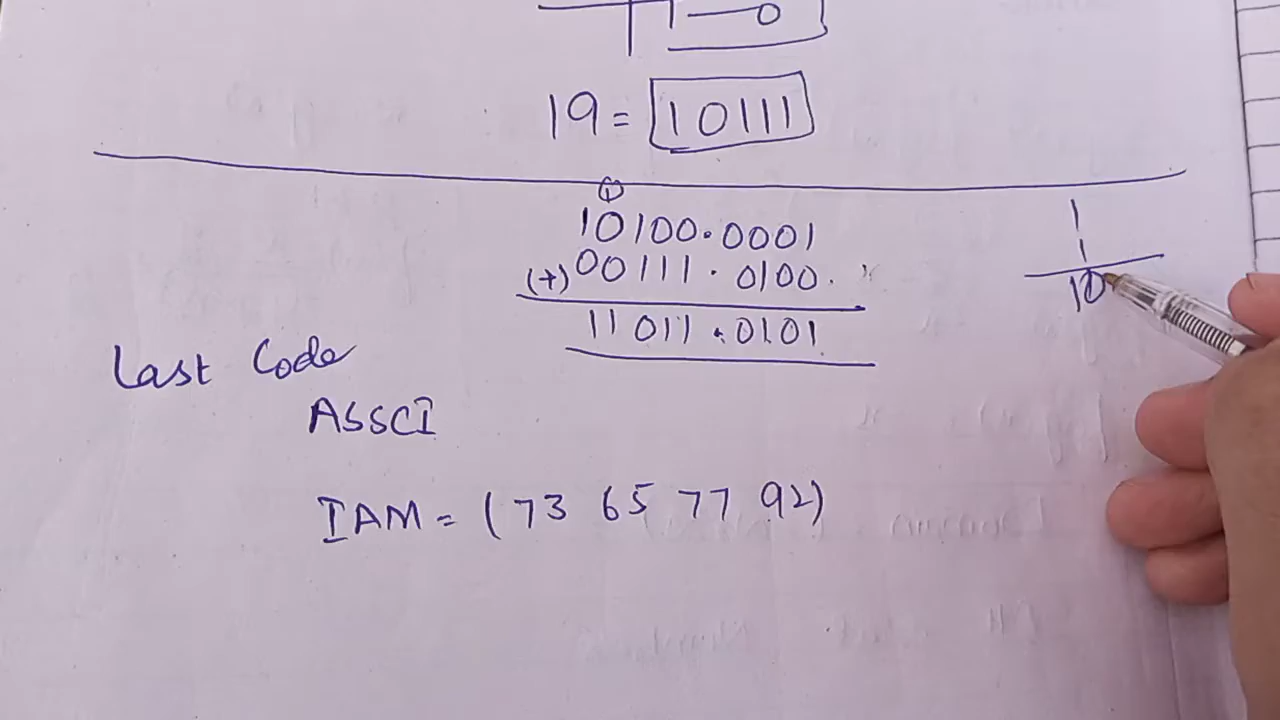 0
19 = 10111
1
10100.0001
(+) 00111.0100.
11011.0101
1
1
10
Last Code
ASSCI
IAM = (73 65 77 92)